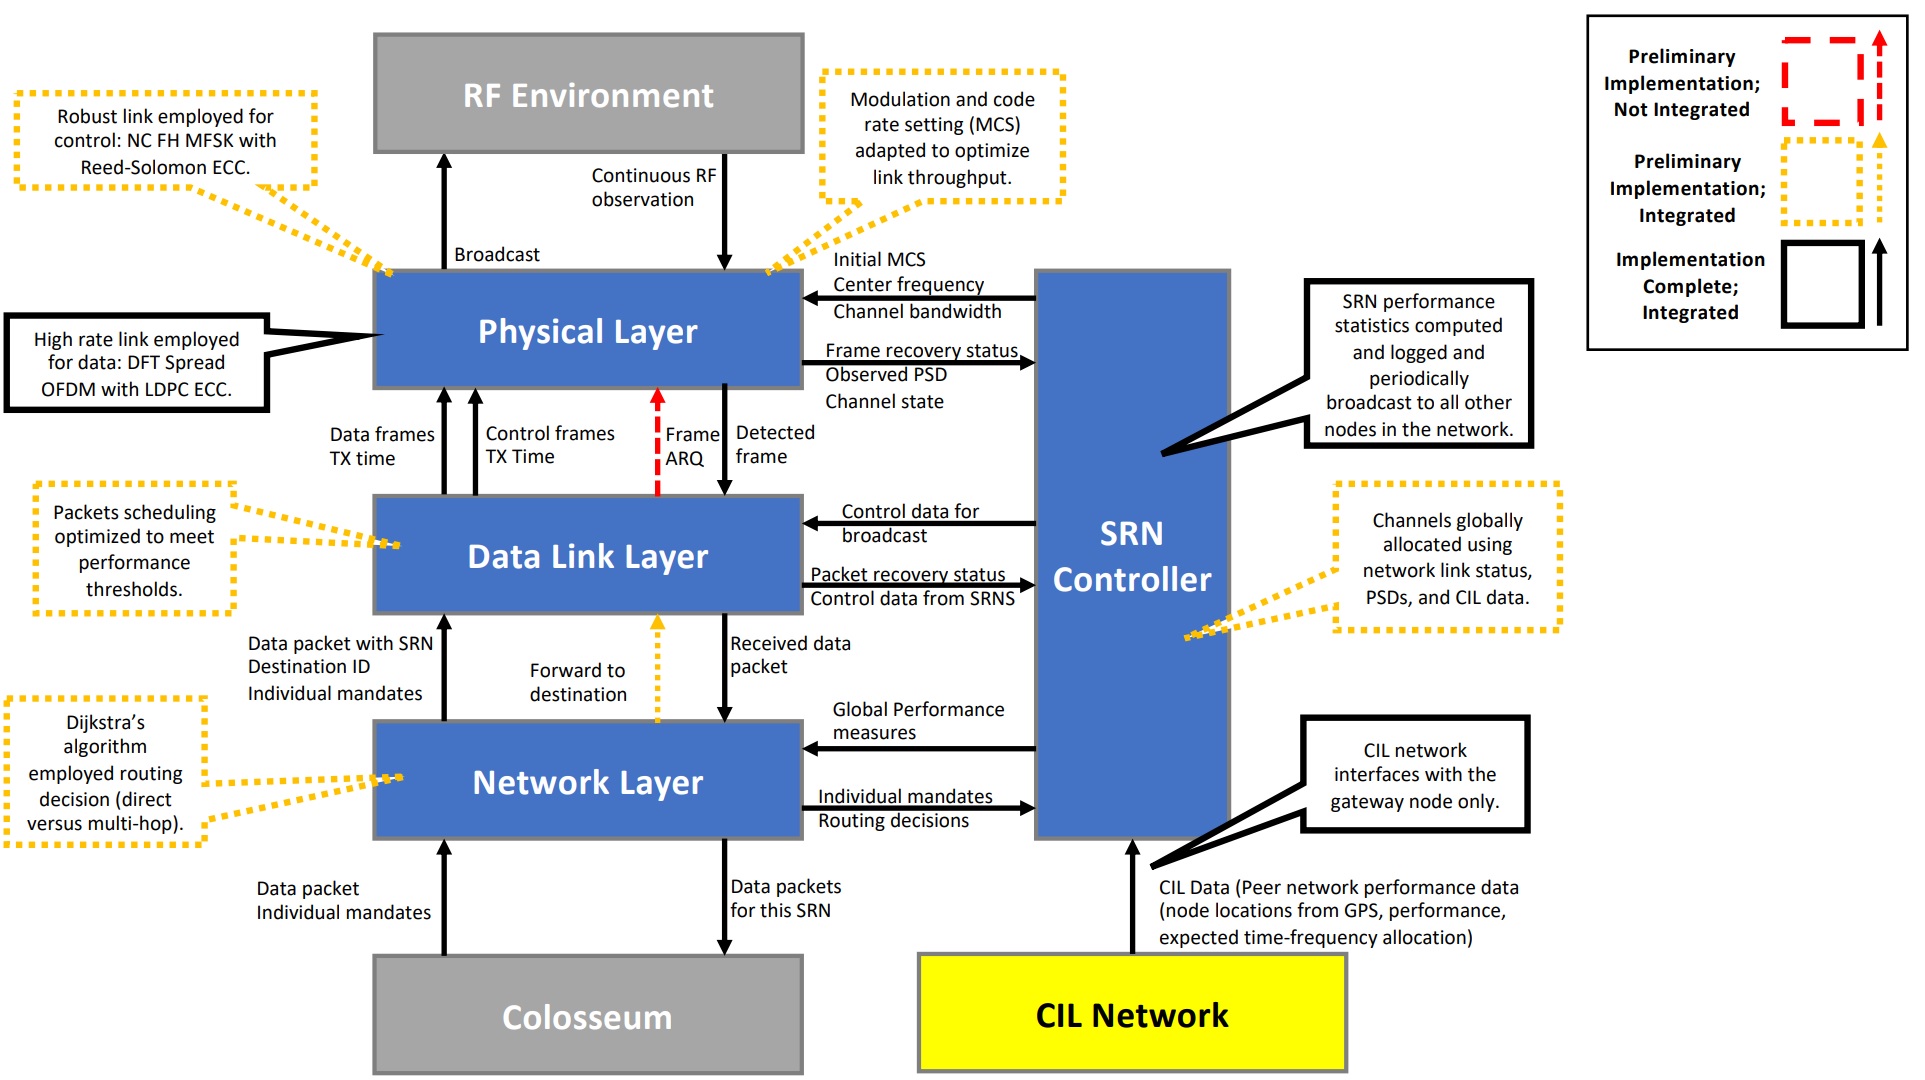 RF Environment
Robust link employed for
control: NC FH MFSK with
Reed-Solomon ECC.
Modulation and code
rate setting (MCS)
adapted to optimize
link throughput.
Preliminary
Implementation;
Not Integrated
Preliminary
Implementation;
Integrated
Implementation
Complete;
Integrated
Continuous RF
observation
Broadcast
Initial MCS
Center frequency
Channel bandwidth
Physical Layer
High rate link employed
for data: DFT Spread
OFDM with LDPC ECC.
Frame recovery status
Observed PSD
Channel state
SRN performance
statistics computed
and logged and
periodically
broadcast to all other
nodes in the network.
Data frames
TX time
Control frames
TX Time
Frame
ARQ
Detected
frame
Packets scheduling
optimized to meet
performance
thresholds.
Data Link Layer
Control data for
broadcast
Packet recovery status
Control data from SRNS
SRN
Controller
Channels globally
allocated using
network link status,
PSDs, and CIL data.
Data packet with SRN
Destination ID
Individual mandates
Forward to
destination
Received data
packet
Dijkstra's
algorithm
employed routing
decision (direct
versus multi-hop).
Network Layer
Global Performance
measures
Individual mandates
Routing decisions
CIL network
interfaces with the
gateway node only.
Data packet
Individual mandates
Data packets
for this SRN
CIL Data (Peer network performance data
(node locations from GPS, performance,
expected time-frequency allocation)
Colosseum
CIL Network